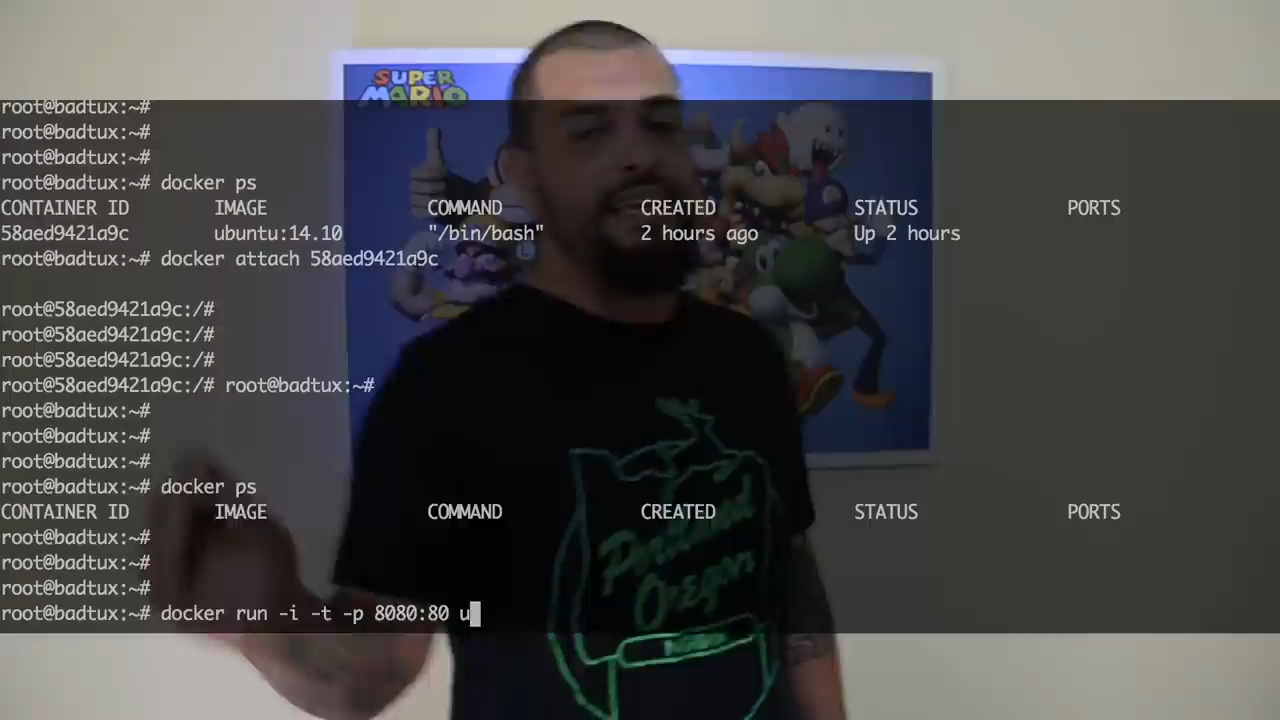 SUPER
MARIO
root@badtux:~#
root@badtux:~#
root@badtux:~#
root@badtux:~# docker ps
CONTAINER ID IMAGE COMMAND CREATED STATUS PORTS
58aed9421a9c ubuntu:14.10 "/bin/bash" 2 hours ago Up 2 hours
root@badtux:~# docker attach 58aed9421a9c
root@58aed9421a9c:/#
root@58aed9421a9c:/#
root@58aed9421a9c:/#
root@58aed9421a9c:/# root@badtux:~#
root@badtux:~#
root@badtux:~#
root@badtux:~#
root@badtux:~# docker ps
CONTAINER ID IMAGE COMMAND CREATED STATUS PORTS
root@badtux:~#
root@badtux:~#
root@badtux:~#
root@badtux:~# docker run -i -t -p 8080:80 u
Portland
Oregon